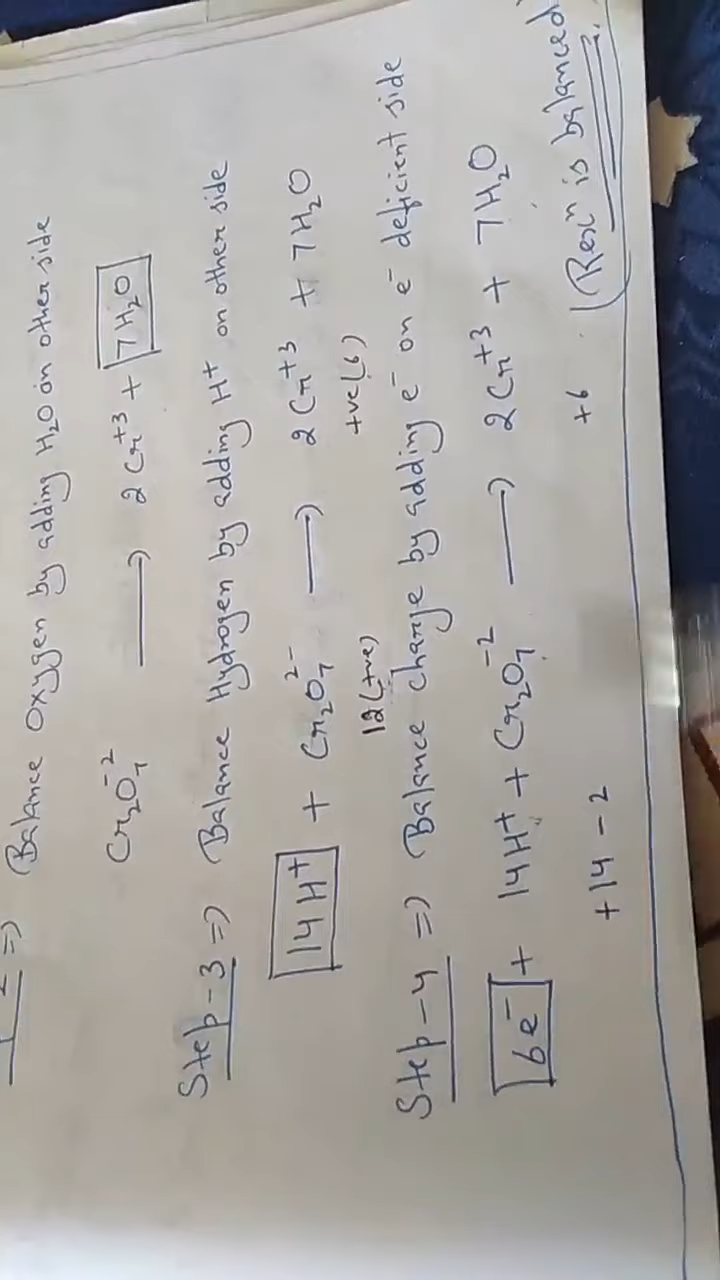 => Balance Oxygen by adding H₂O on other side
Cr₂O₇⁻² ⟶ 2Cr⁺³ + 7H₂O
Step-3 => Balance Hydrogen by adding H⁺ on other side
14H⁺ + Cr₂O₇²⁻ ⟶ 2Cr⁺³ + 7H₂O
12(+ve) +ve(6)
Step-4 => Balance charge by adding e⁻ on e⁻ deficient side
6e⁻ + 14H⁺ + Cr₂O₇⁻² ⟶ 2Cr⁺³ + 7H₂O
+14 - 2 +6
(Rexⁿ is balanced)